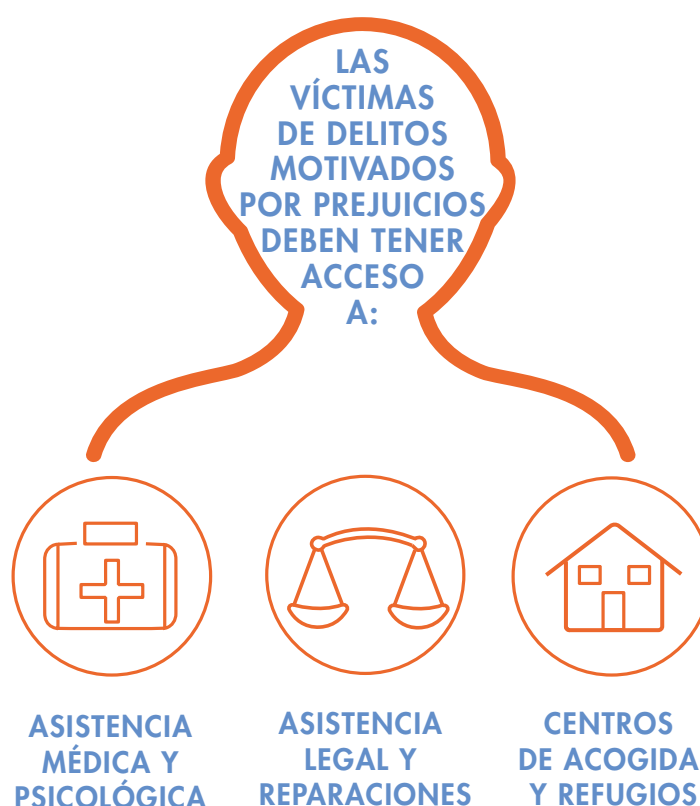 LAS
VÍCTIMAS
DE DELITOS
MOTIVADOS
POR PREJUICIOS
DEBEN TENER
ACCESO
A:
ASISTENCIA
MÉDICA Y
PSICOLÓGICA
ASISTENCIA
LEGAL Y
REPARACIONES
CENTROS
DE ACOGIDA
Y REFUGIOS